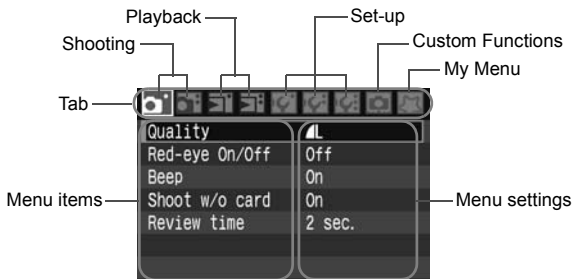 Playback
Set-up
Shooting
Custom Functions
My Menu
Tab
Quality L
Red-eye On/Off Off
Beep On
Menu items
Shoot w/o card On
Menu settings
Review time 2 sec.